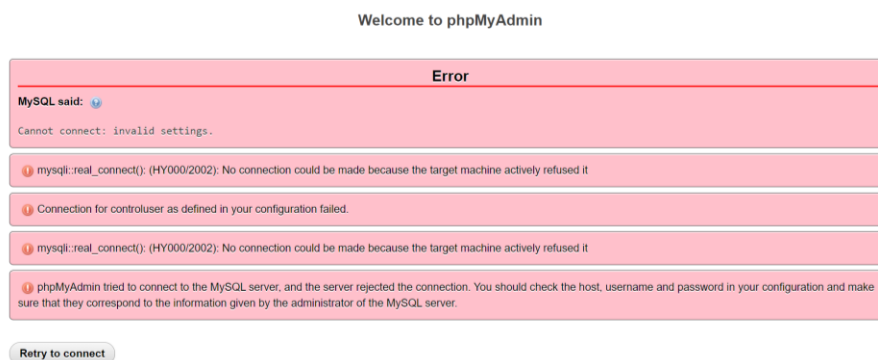 Welcome to phpMyAdmin
Error
MySQL said:
Cannot connect: invalid settings.
mysqli::real_connect(): (HY000/2002): No connection could be made because the target machine actively refused it
Connection for controluser as defined in your configuration failed.
mysqli::real_connect(): (HY000/2002): No connection could be made because the target machine actively refused it
phpMyAdmin tried to connect to the MySQL server, and the server rejected the connection. You should check the host, username and password in your configuration and make
sure that they correspond to the information given by the administrator of the MySQL server.
Retry to connect